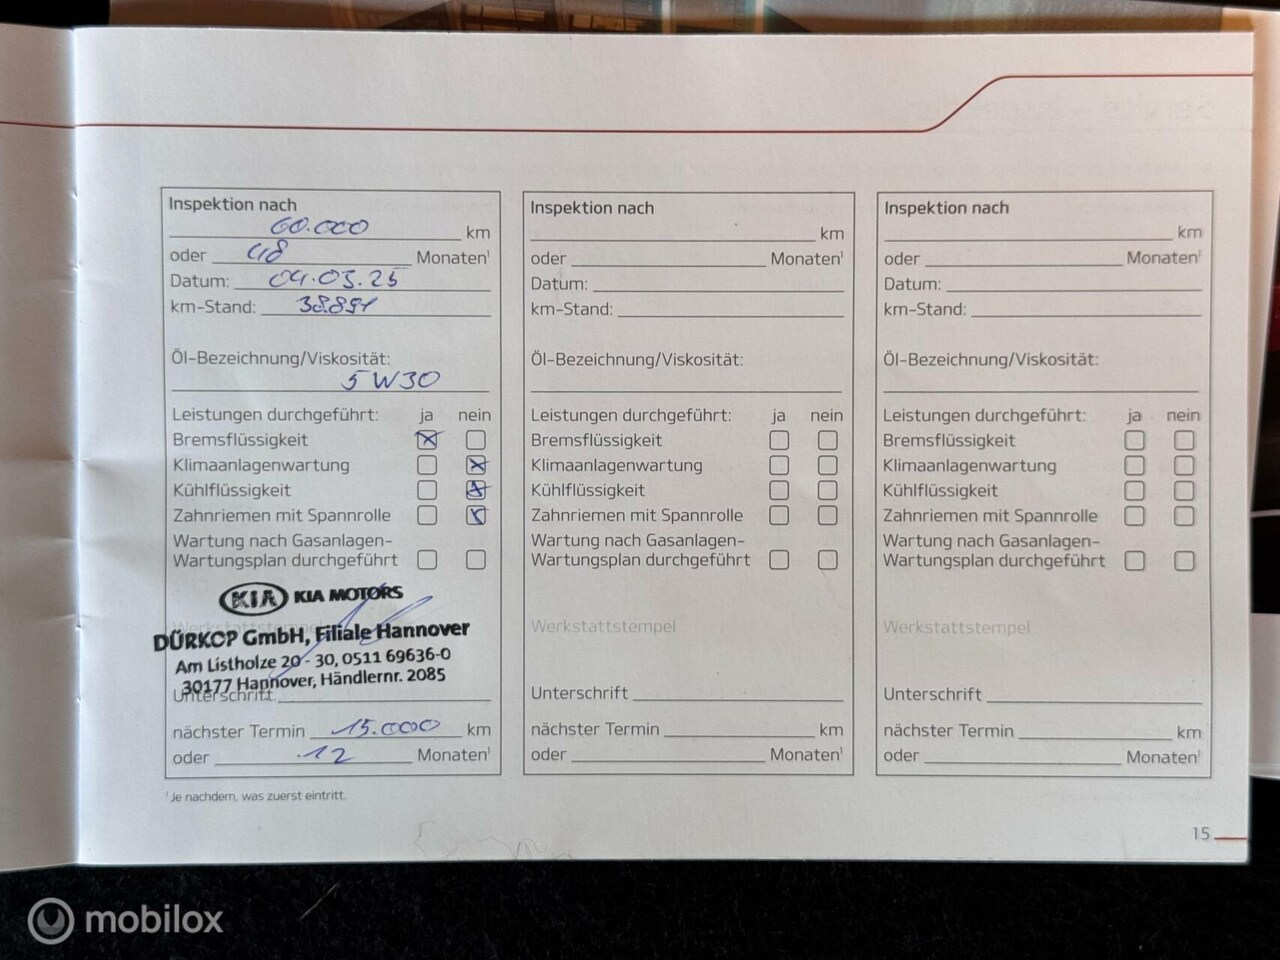 Inspektion nach
60.000 km
oder 48 Monaten¹
Datum: 04.03.25
km-Stand: 38.891
Öl-Bezeichnung/Viskosität:
5W30
Leistungen durchgeführt: ja nein
Bremsflüssigkeit
Klimaanlagenwartung
Kühlflüssigkeit
Zahnriemen mit Spannrolle
Wartung nach Gasanlagen-
Wartungsplan durchgeführt
KIA KIA MOTORS
Werkstattstempel
DÜRKOP GmbH, Filiale Hannover
Am Listholze 20 - 30, 0511 69636-0
30177 Hannover, Händlernr. 2085
Unterschrift
nächster Termin 15.000 km
oder 12 Monaten¹
¹Je nachdem, was zuerst eintritt.
Inspektion nach
km
oder Monaten¹
Datum:
km-Stand:
Öl-Bezeichnung/Viskosität:
Leistungen durchgeführt: ja nein
Bremsflüssigkeit
Klimaanlagenwartung
Kühlflüssigkeit
Zahnriemen mit Spannrolle
Wartung nach Gasanlagen-
Wartungsplan durchgeführt
Werkstattstempel
Unterschrift
nächster Termin km
oder Monaten¹
Inspektion nach
km
oder Monaten¹
Datum:
km-Stand:
Öl-Bezeichnung/Viskosität:
Leistungen durchgeführt: ja nein
Bremsflüssigkeit
Klimaanlagenwartung
Kühlflüssigkeit
Zahnriemen mit Spannrolle
Wartung nach Gasanlagen-
Wartungsplan durchgeführt
Werkstattstempel
Unterschrift
nächster Termin km
oder Monaten¹
15
mobilox